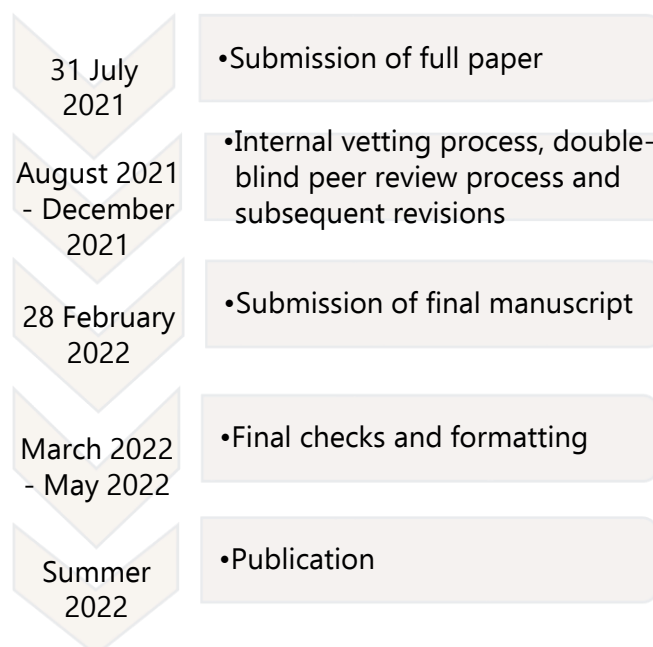 31 July
2021
•Submission of full paper
August 2021
- December
2021
•Internal vetting process, double-
blind peer review process and
subsequent revisions
28 February
2022
•Submission of final manuscript
March 2022
- May 2022
•Final checks and formatting
Summer
2022
•Publication